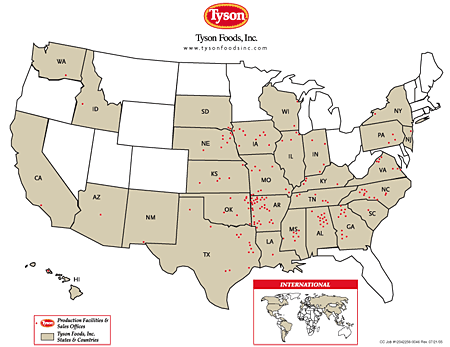 Tyson
Tyson Foods, Inc.
www.tysonfoodsinc.com
WA
ID
SD
WI
NY
NE
IA
PA
NJ
IL
IN
CA
KS
MO
KY
VA
AZ
NM
OK
AR
TN
NC
SC
TX
LA
MS
AL
GA
HI
Tyson
Production Facilities &
Sales Offices
Tyson Foods, Inc.
States & Countries
INTERNATIONAL